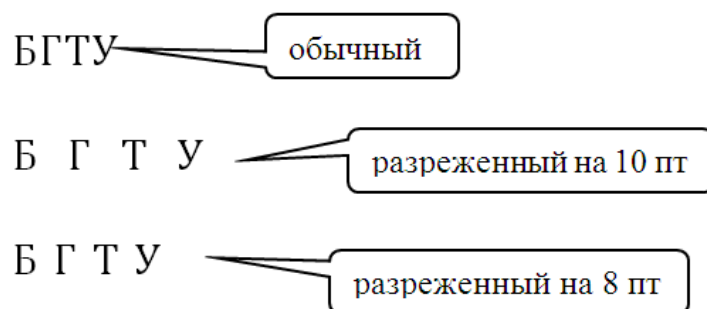 БГТУ обычный
Б Г Т У разреженный на 10 пт
Б Г Т У разреженный на 8 пт